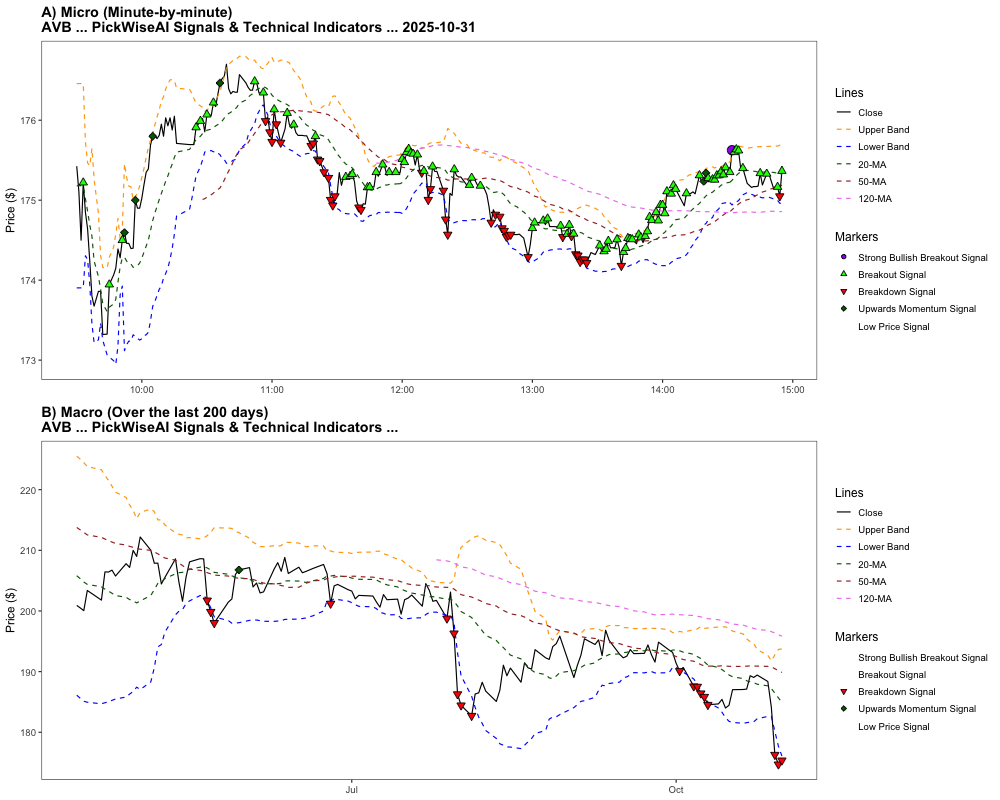 A) Micro (Minute-by-minute)
AVB ... PickWiseAI Signals & Technical Indicators ... 2025-10-31
Price ($)
176
175
174
173
10:00
11:00
12:00
13:00
14:00
15:00
Lines
Close
Upper Band
Lower Band
20-MA
50-MA
120-MA
Markers
Strong Bullish Breakout Signal
Breakout Signal
Breakdown Signal
Upwards Momentum Signal
Low Price Signal
B) Macro (Over the last 200 days)
AVB ... PickWiseAI Signals & Technical Indicators ...
Price ($)
220
210
200
190
180
Jul
Oct
Lines
Close
Upper Band
Lower Band
20-MA
50-MA
120-MA
Markers
Strong Bullish Breakout Signal
Breakout Signal
Breakdown Signal
Upwards Momentum Signal
Low Price Signal